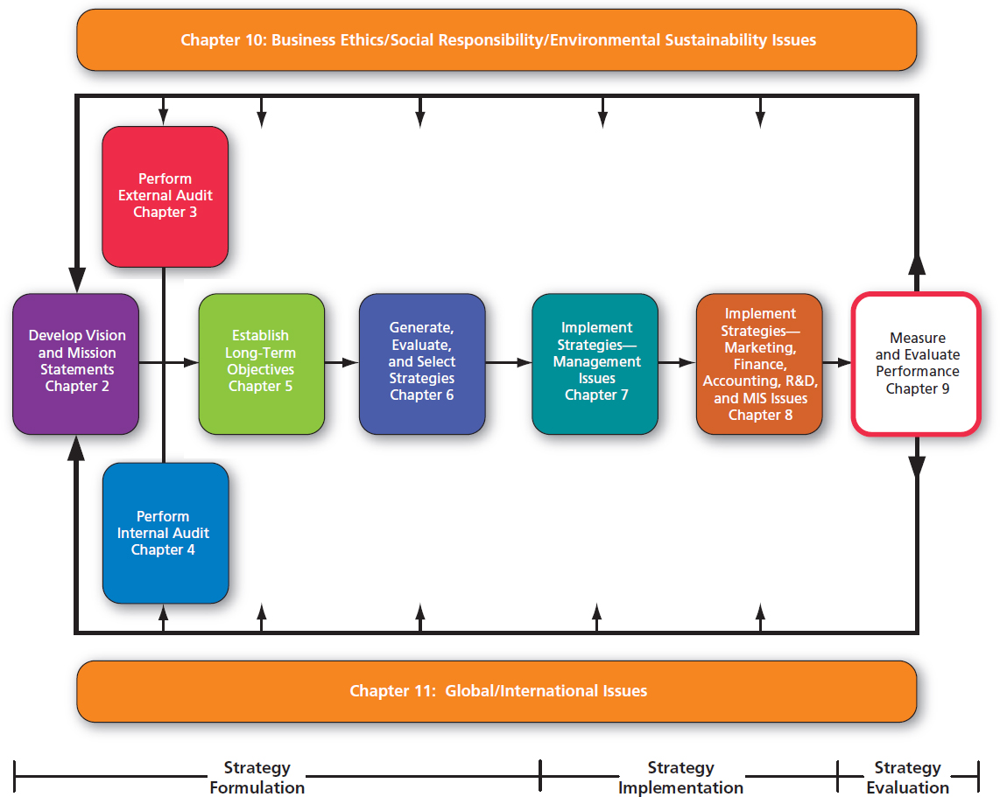 Chapter 10: Business Ethics/Social Responsibility/Environmental Sustainability Issues
Perform
External Audit
Chapter 3
Develop Vision
and Mission
Statements
Chapter 2
Establish
Long-Term
Objectives
Chapter 5
Generate,
Evaluate,
and Select
Strategies
Chapter 6
Implement
Strategies—
Management
Issues
Chapter 7
Implement
Strategies—
Marketing,
Finance,
Accounting, R&D,
and MIS Issues
Chapter 8
Measure
and Evaluate
Performance
Chapter 9
Perform
Internal Audit
Chapter 4
Chapter 11: Global/International Issues
Strategy
Formulation
Strategy
Implementation
Strategy
Evaluation